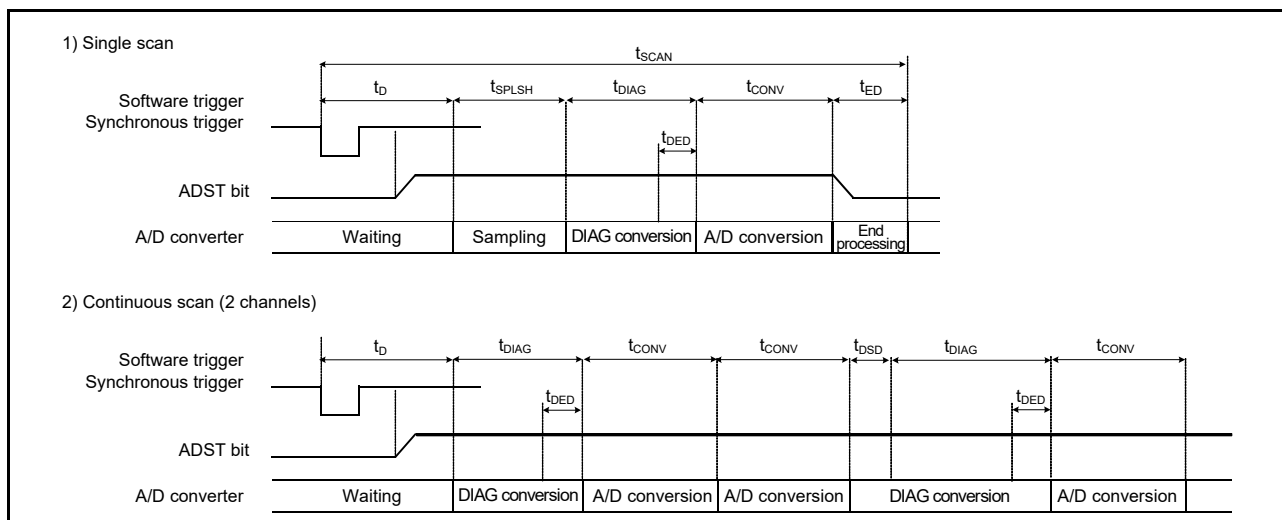 1) Single scan
tSCAN
tD tSPLSH tDIAG tCONV tED
Software trigger
Synchronous trigger
tDED
ADST bit
A/D converter Waiting Sampling DIAG conversion A/D conversion End processing
2) Continuous scan (2 channels)
tD tDIAG tCONV tCONV tDSD tDIAG tCONV
Software trigger
Synchronous trigger
tDED tDED
ADST bit
A/D converter Waiting DIAG conversion A/D conversion A/D conversion DIAG conversion A/D conversion